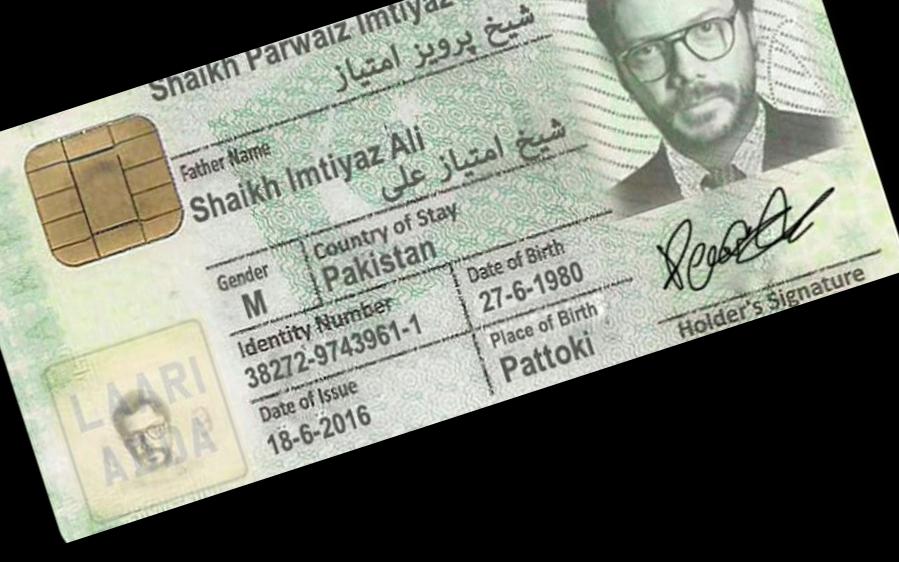 Shaikh Parwaiz Imtiyaz
شیخ پرویز امتیاز
Father Name
Shaikh Imtiyaz Ali
شیخ امتیاز علی
Gender
M
Country of Stay
Pakistan
Identity Number
38272-9743961-1
Date of Birth
27-6-1980
Date of Issue
18-6-2016
Place of Birth
Pattoki
Holder's Signature
LAARI
ADDA